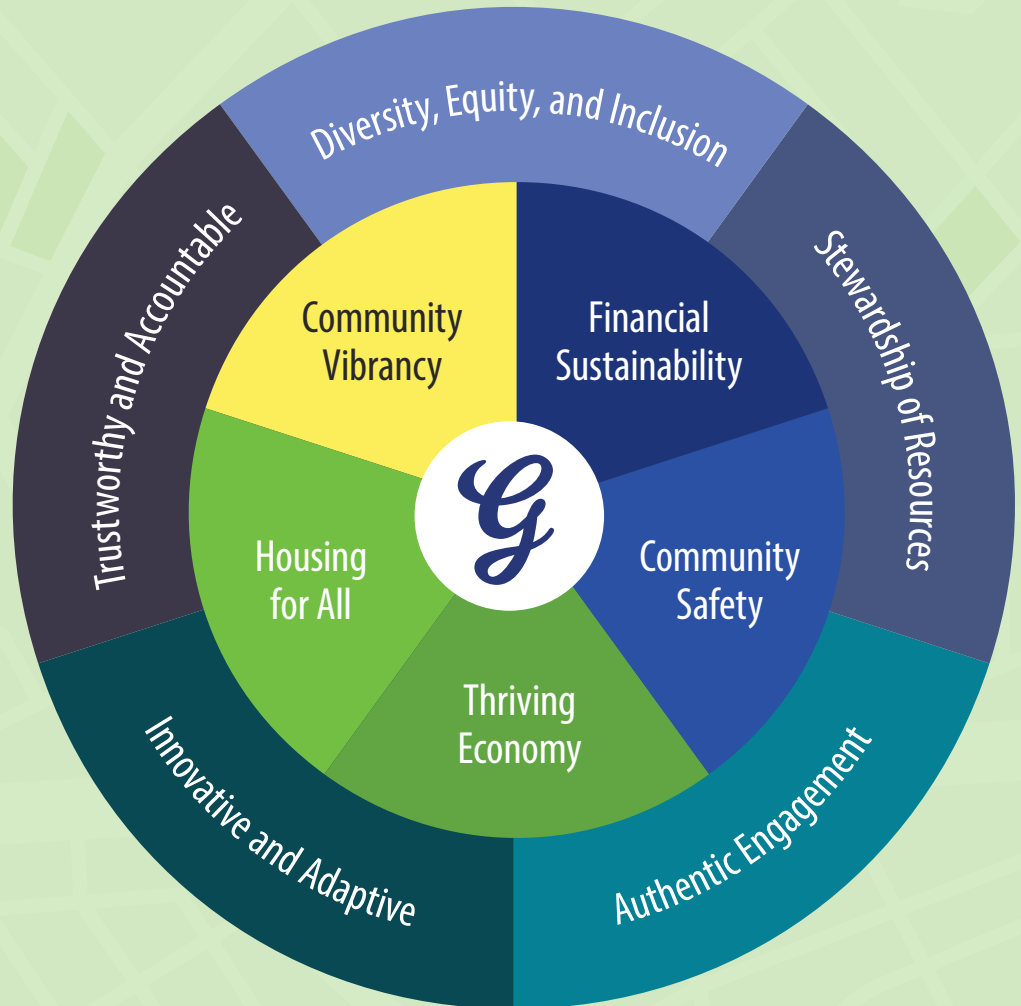 Diversity, Equity, and Inclusion
Stewardship of Resources
Authentic Engagement
Innovative and Adaptive
Trustworthy and Accountable
Community
Vibrancy
Financial
Sustainability
Community
Safety
Thriving
Economy
Housing
for All
G